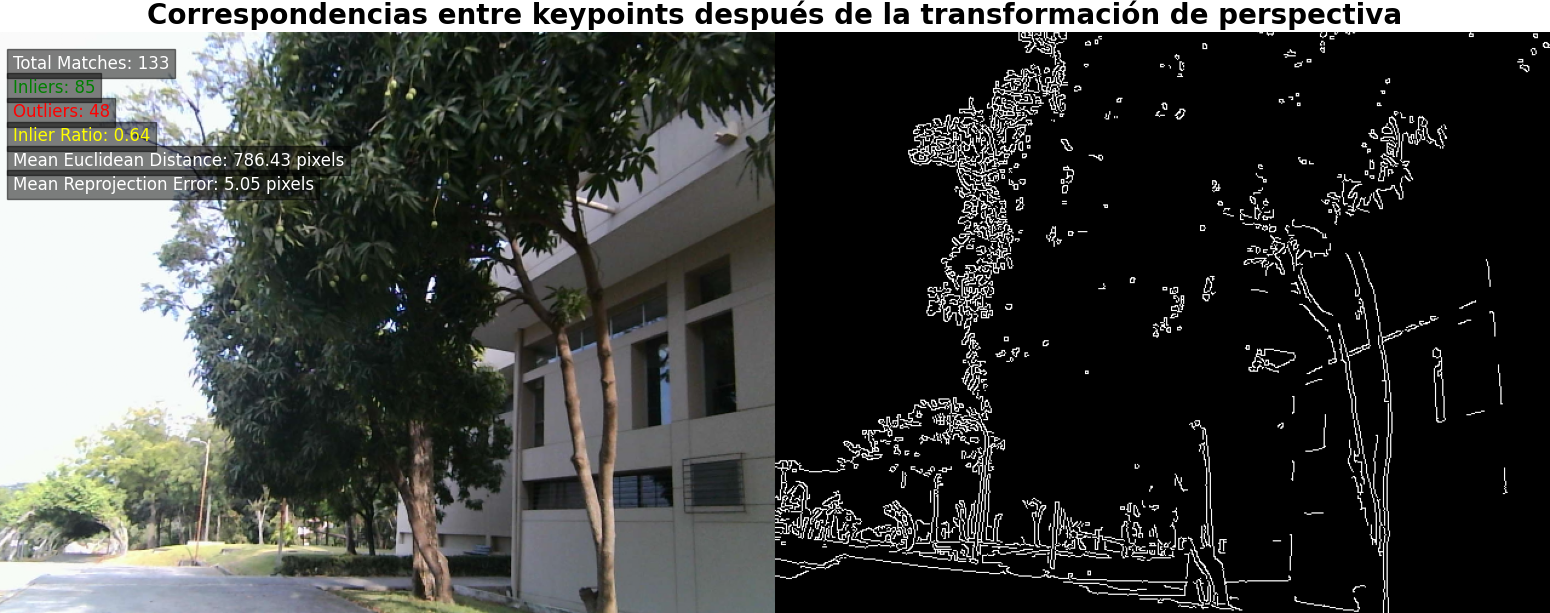 Correspondencias entre keypoints después de la transformación de perspectiva
Total Matches: 133
Inliers: 85
Outliers: 48
Inlier Ratio: 0.64
Mean Euclidean Distance: 786.43 pixels
Mean Reprojection Error: 5.05 pixels